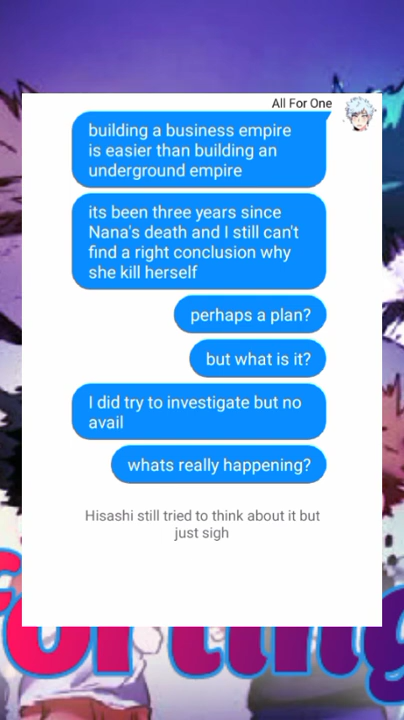 All For One
building a business empire
is easier than building an
underground empire
its been three years since
Nana's death and I still can't
find a right conclusion why
she kill herself
perhaps a plan?
but what is it?
I did try to investigate but no
avail
whats really happening?
Hisashi still tried to think about it but
just sigh